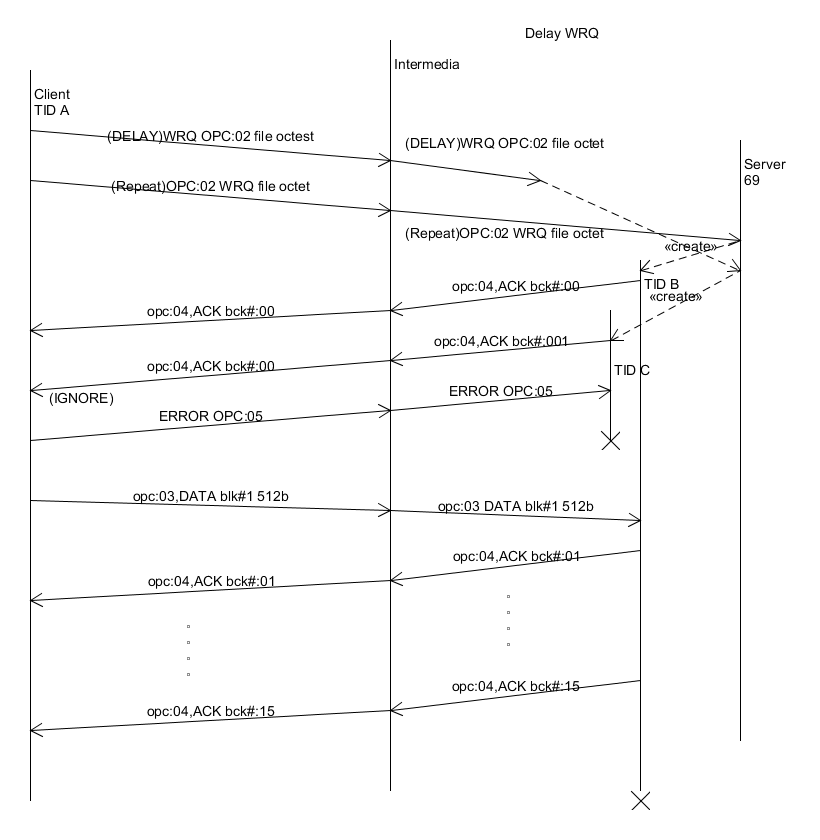 Delay WRQ
Intermedia
Client
TID A
(DELAY)WRQ OPC:02 file octest
(DELAY)WRQ OPC:02 file octet
Server
69
(Repeat)OPC:02 WRQ file octet
(Repeat)OPC:02 WRQ file octet
«create»
TID B
opc:04,ACK bck#:00
«create»
opc:04,ACK bck#:00
opc:04,ACK bck#:001
opc:04,ACK bck#:00
TID C
(IGNORE)
ERROR OPC:05
ERROR OPC:05
opc:03,DATA blk#1 512b
opc:03 DATA blk#1 512b
opc:04,ACK bck#:01
opc:04,ACK bck#:01
opc:04,ACK bck#:15
opc:04,ACK bck#:15